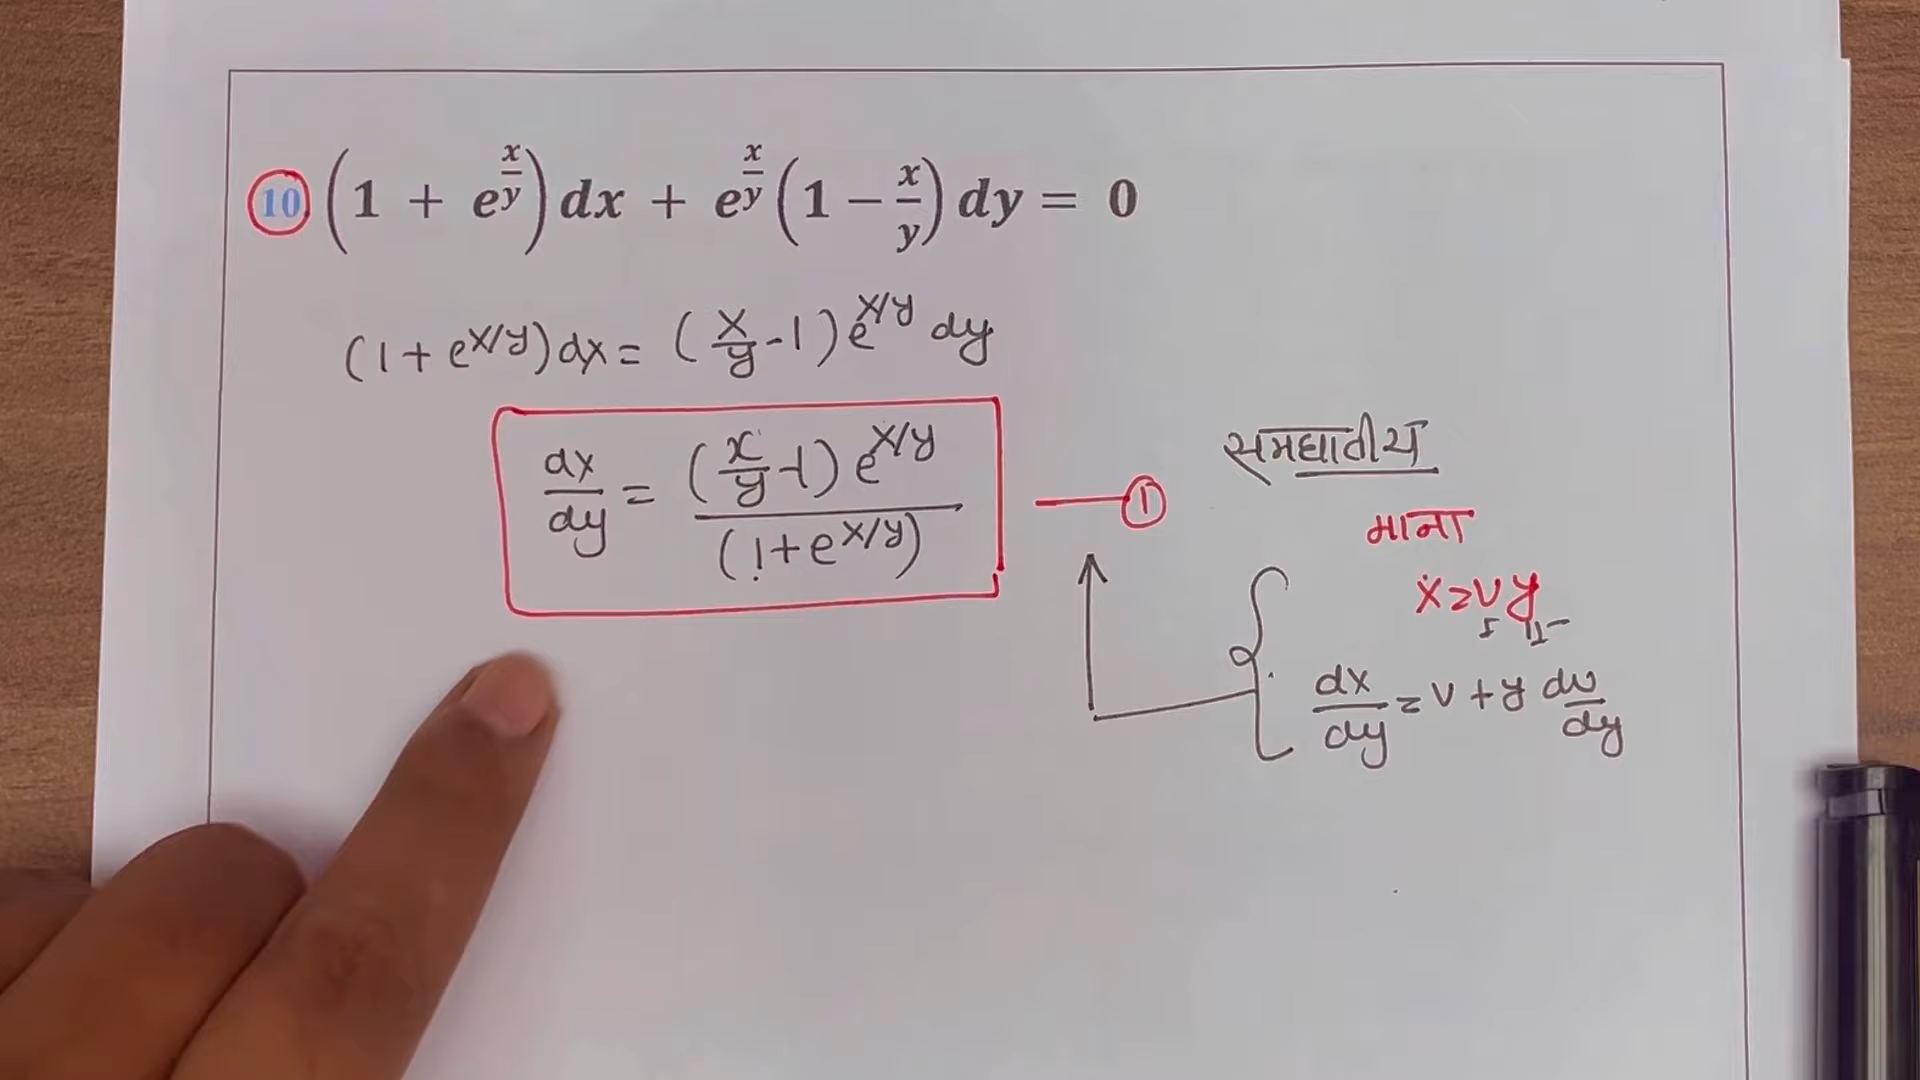 10 (1 + e^{x/y}) dx + e^{x/y} (1 − x/y) dy = 0
(1 + e^{x/y}) dx = (x/y - 1) e^{x/y} dy
dx/dy = (x/y - 1) e^{x/y} / (1 + e^{x/y}) — 1
समघातीय
माना
x = vy
dx/dy = v + y dv/dy